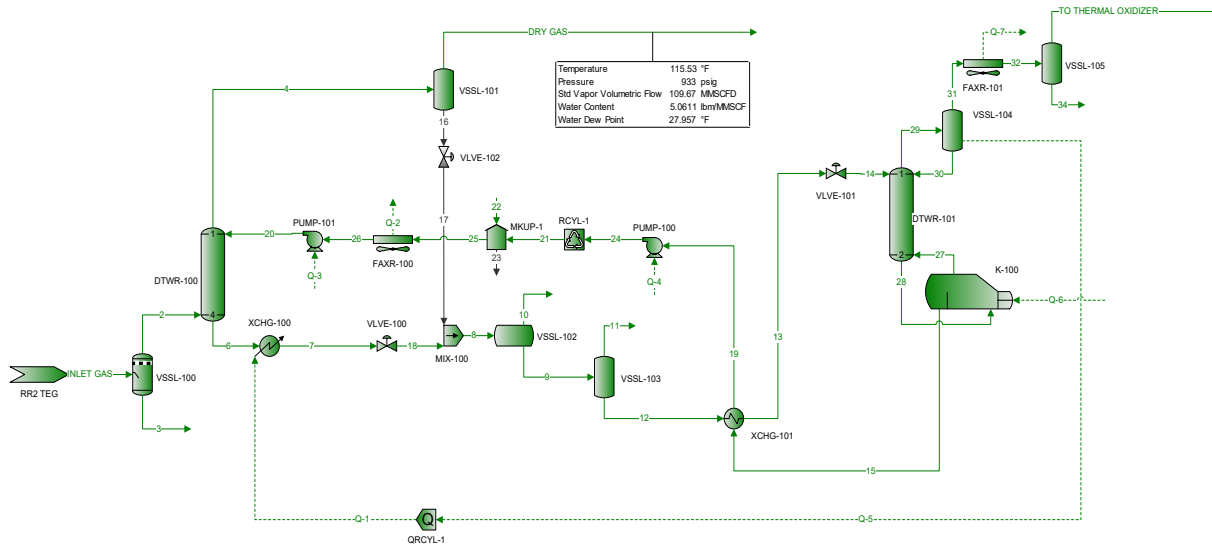 TO THERMAL OXIDIZER
Q-7
32
FAXR-101
VSSL-105
34
31
DRY GAS
4
VSSL-101
Temperature 115.53 °F
Pressure 933 psig
Std Vapor Volumetric Flow 109.67 MMSCFD
Water Content 5.0611 lbm/MMSCF
Water Dew Point 27.957 °F
VSSL-104
29
30
16
VLVE-102
VLVE-101
14
1
DTWR-101
2
27
28
K-100
Q-6
22
Q-2
17
MKUP-1
RCYL-1
PUMP-101
PUMP-100
1
20
26
25
21
24
23
FAXR-100
Q-3
Q-4
DTWR-100
4
2
XCHG-100
VLVE-100
10
11
19
13
6
7
18
8
MIX-100
VSSL-102
9
VSSL-103
12
XCHG-101
INLET GAS
RR2 TEG
VSSL-100
3
15
Q-1
Q
QRCYL-1
Q-5